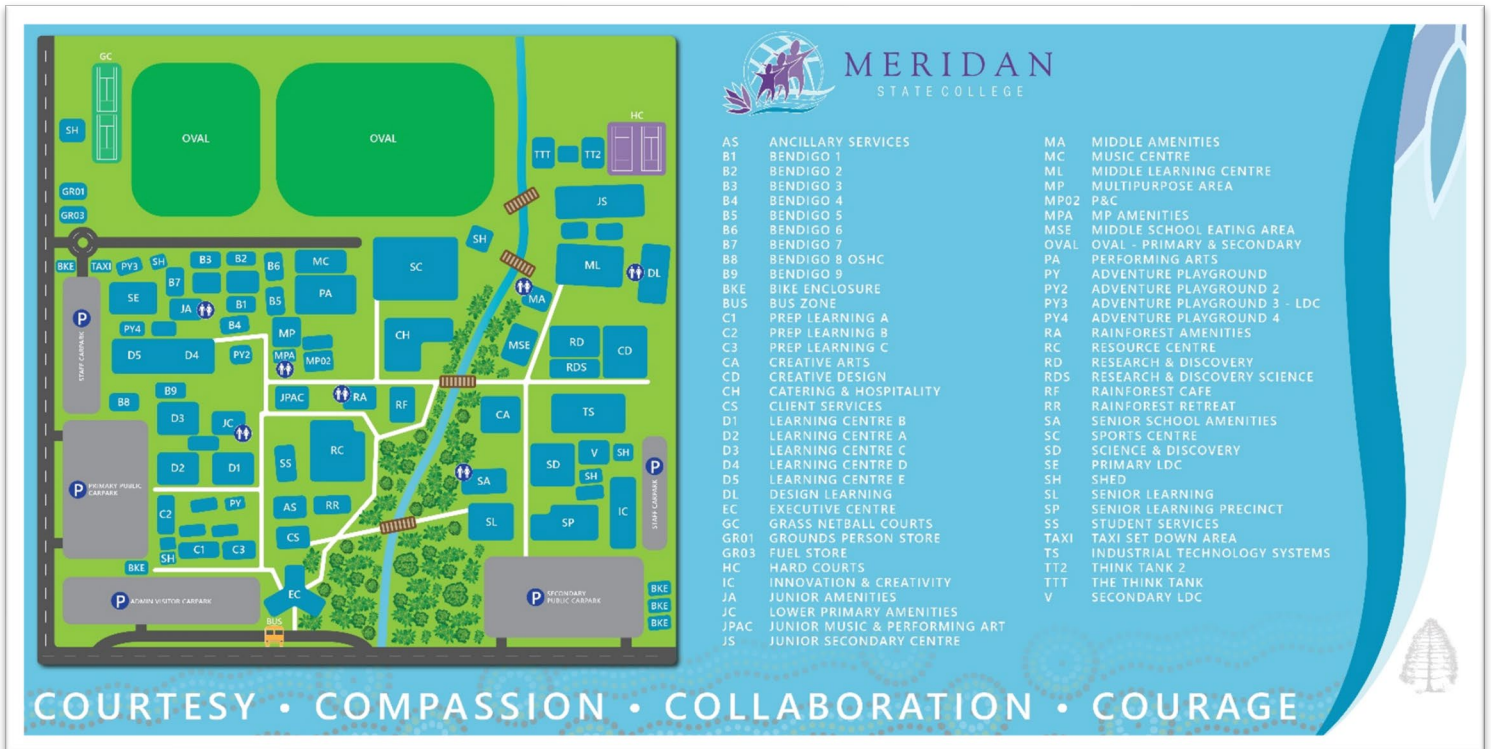 MERIDAN
STATE COLLEGE
GC
HC
SH
OVAL
OVAL
TTT
TT2
GR01
GR03
JS
SH
BKE
TAXI
PY3
SH
B3
B2
B6
MC
SC
ML
DL
B7
SE
JA
B1
B5
PA
MA
P
STAFF CARPARK
PY4
B4
MP
CH
MSE
RD
CD
D5
D4
PY2
MPA
MP02
RDS
B9
B8
JPAC
RA
RF
CA
TS
D3
JC
RC
V
SH
P
STAFF CARPARK
D2
D1
SS
SD
SH
SA
P
PRIMARY PUBLIC
CARPARK
C2
PY
AS
RR
SL
SP
IC
CS
SH
C1
C3
BKE
EC
P
ADMIN VISITOR CARPARK
P
SECONDARY
PUBLIC CARPARK
BKE
BKE
BKE
BUS
AS ANCILLARY SERVICES
B1 BENDIGO 1
B2 BENDIGO 2
B3 BENDIGO 3
B4 BENDIGO 4
B5 BENDIGO 5
B6 BENDIGO 6
B7 BENDIGO 7
B8 BENDIGO 8 OSHC
B9 BENDIGO 9
BKE BIKE ENCLOSURE
BUS BUS ZONE
C1 PREP LEARNING A
C2 PREP LEARNING B
C3 PREP LEARNING C
CA CREATIVE ARTS
CD CREATIVE DESIGN
CH CATERING & HOSPITALITY
CS CLIENT SERVICES
D1 LEARNING CENTRE B
D2 LEARNING CENTRE A
D3 LEARNING CENTRE C
D4 LEARNING CENTRE D
D5 LEARNING CENTRE E
DL DESIGN LEARNING
EC EXECUTIVE CENTRE
GC GRASS NETBALL COURTS
GR01 GROUNDS PERSON STORE
GR03 FUEL STORE
HC HARD COURTS
IC INNOVATION & CREATIVITY
JA JUNIOR AMENITIES
JC LOWER PRIMARY AMENITIES
JPAC JUNIOR MUSIC & PERFORMING ART
JS JUNIOR SECONDARY CENTRE
MA MIDDLE AMENITIES
MC MUSIC CENTRE
ML MIDDLE LEARNING CENTRE
MP MULTIPURPOSE AREA
MP02 P&C
MPA MP AMENITIES
MSE MIDDLE SCHOOL EATING AREA
OVAL OVAL - PRIMARY & SECONDARY
PA PERFORMING ARTS
PY ADVENTURE PLAYGROUND
PY2 ADVENTURE PLAYGROUND 2
PY3 ADVENTURE PLAYGROUND 3 - LDC
PY4 ADVENTURE PLAYGROUND 4
RA RAINFOREST AMENITIES
RC RESOURCE CENTRE
RD RESEARCH & DISCOVERY
RDS RESEARCH & DISCOVERY SCIENCE
RF RAINFOREST CAFE
RR RAINFOREST RETREAT
SA SENIOR SCHOOL AMENITIES
SC SPORTS CENTRE
SD SCIENCE & DISCOVERY
SE PRIMARY LDC
SH SHED
SL SENIOR LEARNING
SP SENIOR LEARNING PRECINCT
SS STUDENT SERVICES
TAXI TAXI SET DOWN AREA
TS INDUSTRIAL TECHNOLOGY SYSTEMS
TT2 THINK TANK 2
TTT THE THINK TANK
V SECONDARY LDC
COURTESY • COMPASSION • COLLABORATION • COURAGE